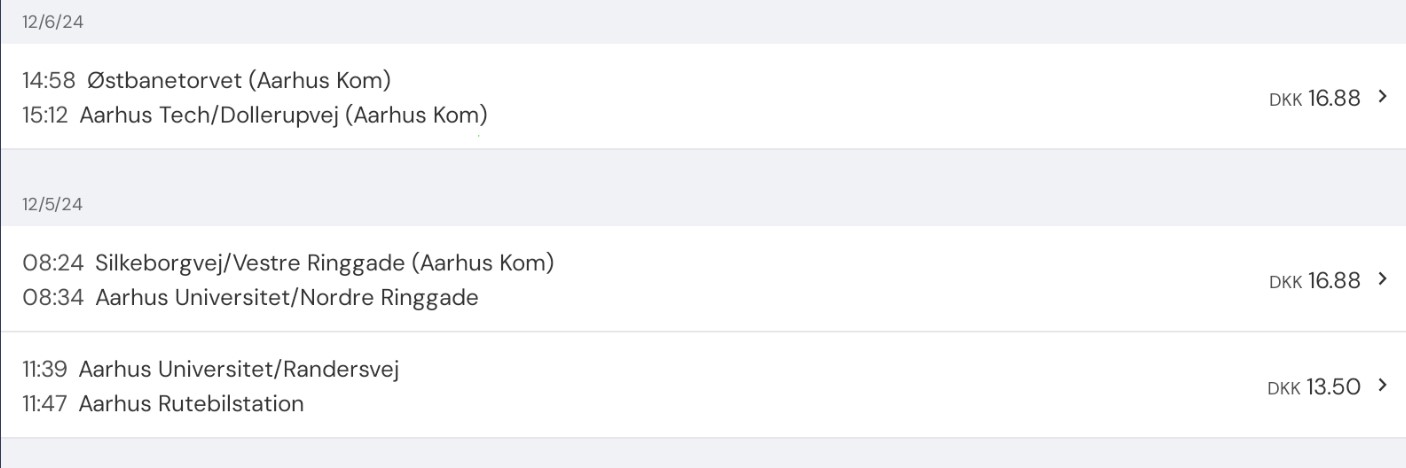 12/6/24
14:58 Østbanetorvet (Aarhus Kom)
15:12 Aarhus Tech/Dollerupvej (Aarhus Kom)
DKK 16.88
12/5/24
08:24 Silkeborgvej/Vestre Ringgade (Aarhus Kom)
08:34 Aarhus Universitet/Nordre Ringgade
DKK 16.88
11:39 Aarhus Universitet/Randersvej
11:47 Aarhus Rutebilstation
DKK 13.50